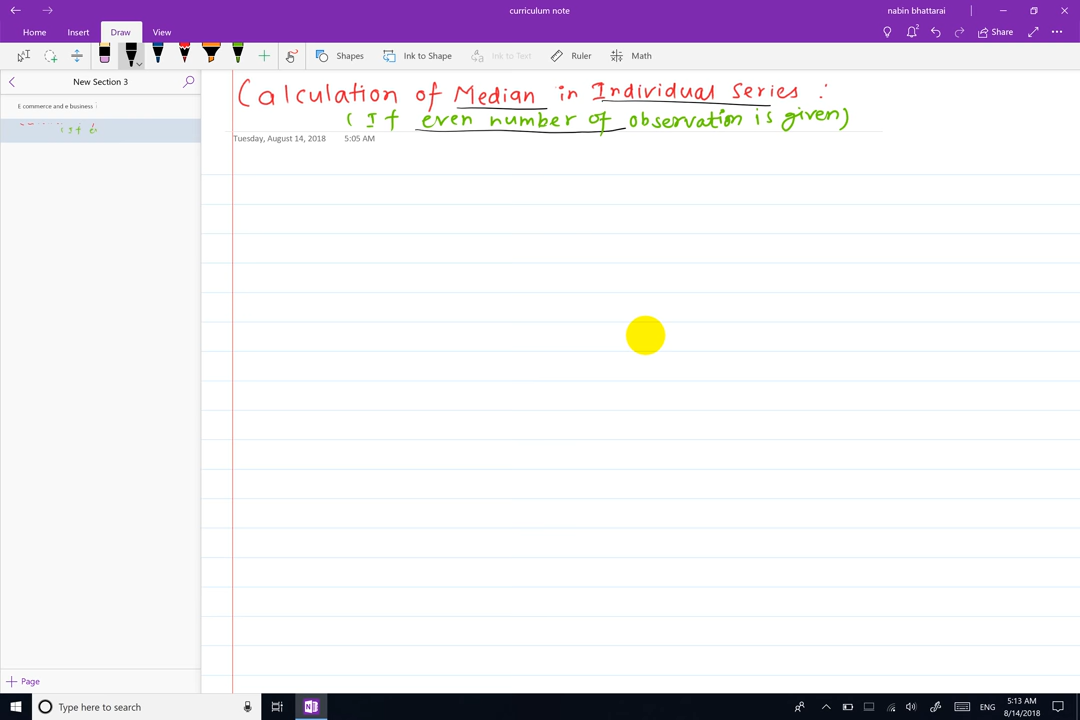 curriculum note
nabin bhattarai
Home
Insert
Draw
View
Share
Shapes
Ink to Shape
Ink to Text
Ruler
Math
New Section 3
E commerce and e business
Calculation of Median in Individual Series :
(If even number of observation is given)
Tuesday, August 14, 2018 5:05 AM
Page
Type here to search
ENG
5:13 AM
8/14/2018